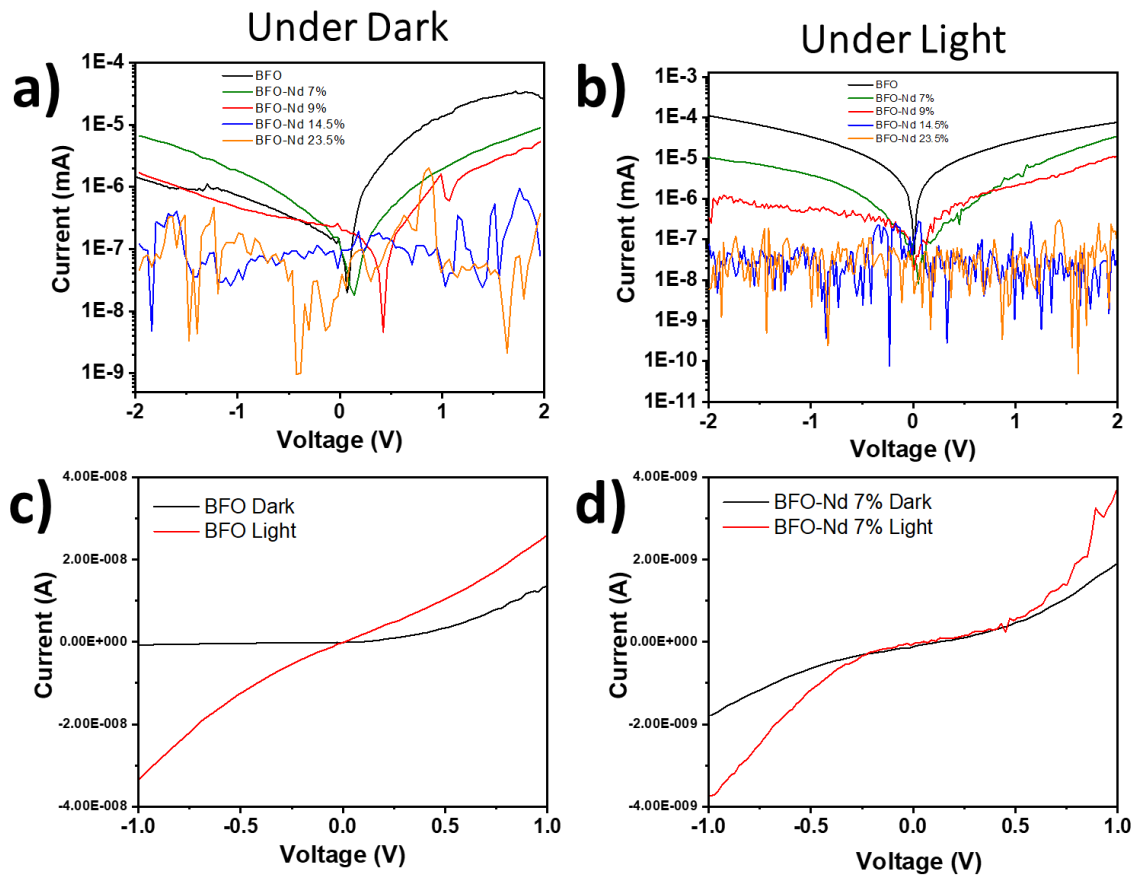 Under Dark
Under Light
a)
1E-4
1E-5
1E-6
1E-7
1E-8
1E-9
Current (mA)
BFO
BFO-Nd 7%
BFO-Nd 9%
BFO-Nd 14.5%
BFO-Nd 23.5%
-2
-1
0
1
2
Voltage (V)
b)
1E-3
1E-4
1E-5
1E-6
1E-7
1E-8
1E-9
1E-10
1E-11
Current (mA)
BFO
BFO-Nd 7%
BFO-Nd 9%
BFO-Nd 14.5%
BFO-Nd 23.5%
-2
-1
0
1
2
Voltage (V)
c)
4.00E-008
2.00E-008
0.00E+000
-2.00E-008
-4.00E-008
Current (A)
BFO Dark
BFO Light
-1.0
-0.5
0.0
0.5
1.0
Voltage (V)
d)
4.00E-009
2.00E-009
0.00E+000
-2.00E-009
-4.00E-009
Current (A)
BFO-Nd 7% Dark
BFO-Nd 7% Light
-1.0
-0.5
0.0
0.5
1.0
Voltage (V)